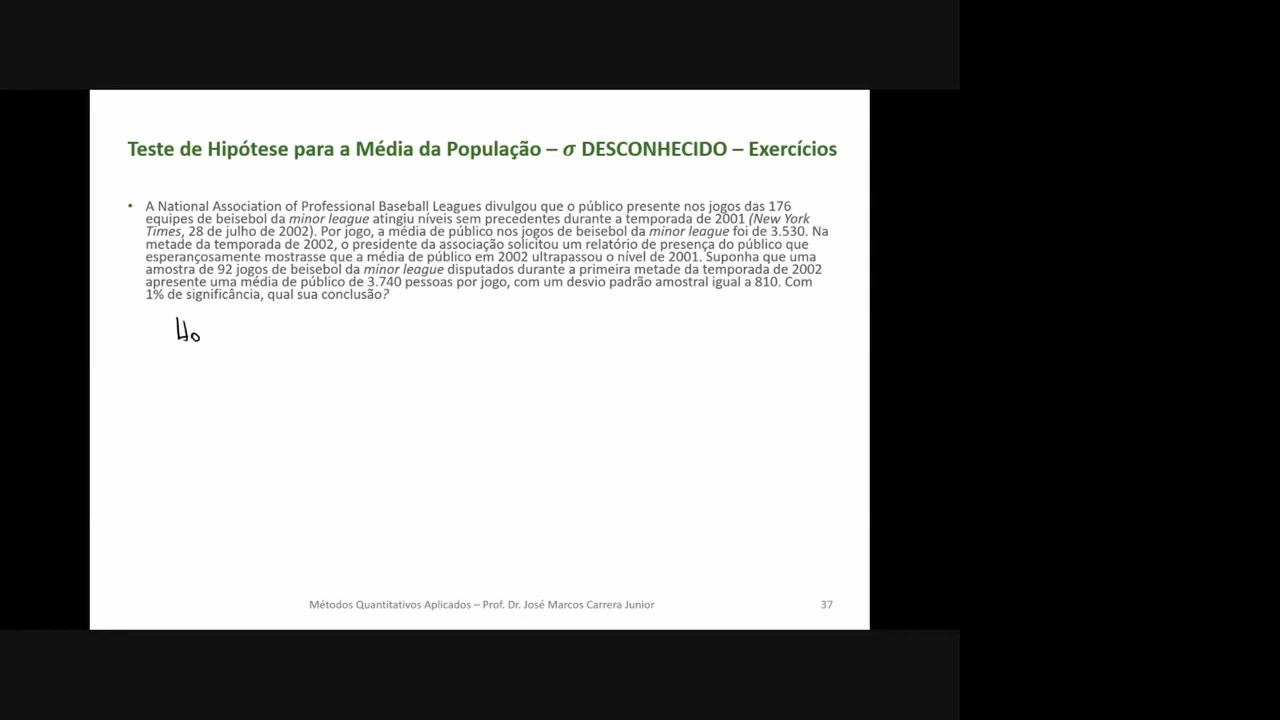 Teste de Hipótese para a Média da População – σ DESCONHECIDO – Exercícios
• A National Association of Professional Baseball Leagues divulgou que o público presente nos jogos das 176
equipes de beisebol da minor league atingiu níveis sem precedentes durante a temporada de 2001 (New York
Times, 28 de julho de 2002). Por jogo, a média de público nos jogos de beisebol da minor league foi de 3.530. Na
metade da temporada de 2002, o presidente da associação solicitou um relatório de presença do público que
esperançosamente mostrasse que a média de público em 2002 ultrapassou o nível de 2001. Suponha que uma
amostra de 92 jogos de beisebol da minor league disputados durante a primeira metade da temporada de 2002
apresente uma média de público de 3.740 pessoas por jogo, com um desvio padrão amostral igual a 810. Com
1% de significância, qual sua conclusão?
H0
Métodos Quantitativos Aplicados – Prof. Dr. José Marcos Carrera Junior
37